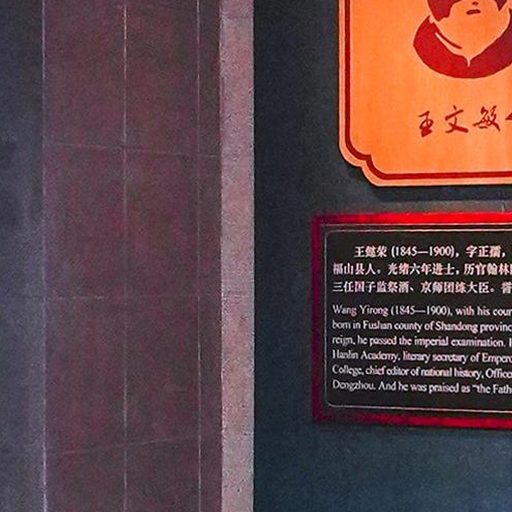 王文敏
王懿荣 (1845—1900)，字正孺，
福山县人。光绪六年进士，历官翰林
三任国子监祭酒、京师团练大臣。誉
Wang Yirong (1845—1900), with his cour
born in Fushan county of Shandong provinc
reign, he passed the imperial examination. H
Hanlin Academy, literary secretary of Empero
College, chief editor of national history, Office
Dengzhou. And he was praised as "the Fath